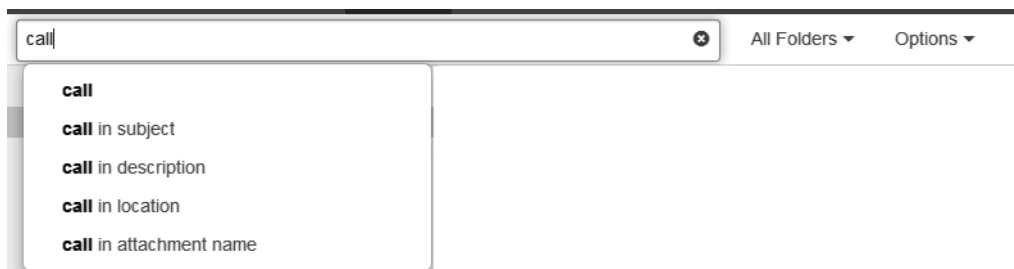 call All Folders Options
call
call in subject
call in description
call in location
call in attachment name